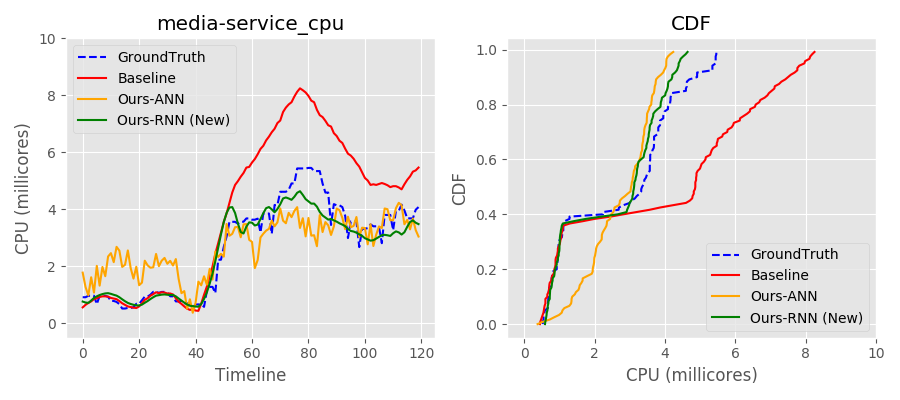 media-service_cpu
CPU (millicores)
10
8
6
4
2
0
GroundTruth
Baseline
Ours-ANN
Ours-RNN (New)
0 20 40 60 80 100 120
Timeline
CDF
CDF
1.0
0.8
0.6
0.4
0.2
0.0
GroundTruth
Baseline
Ours-ANN
Ours-RNN (New)
0 2 4 6 8 10
CPU (millicores)